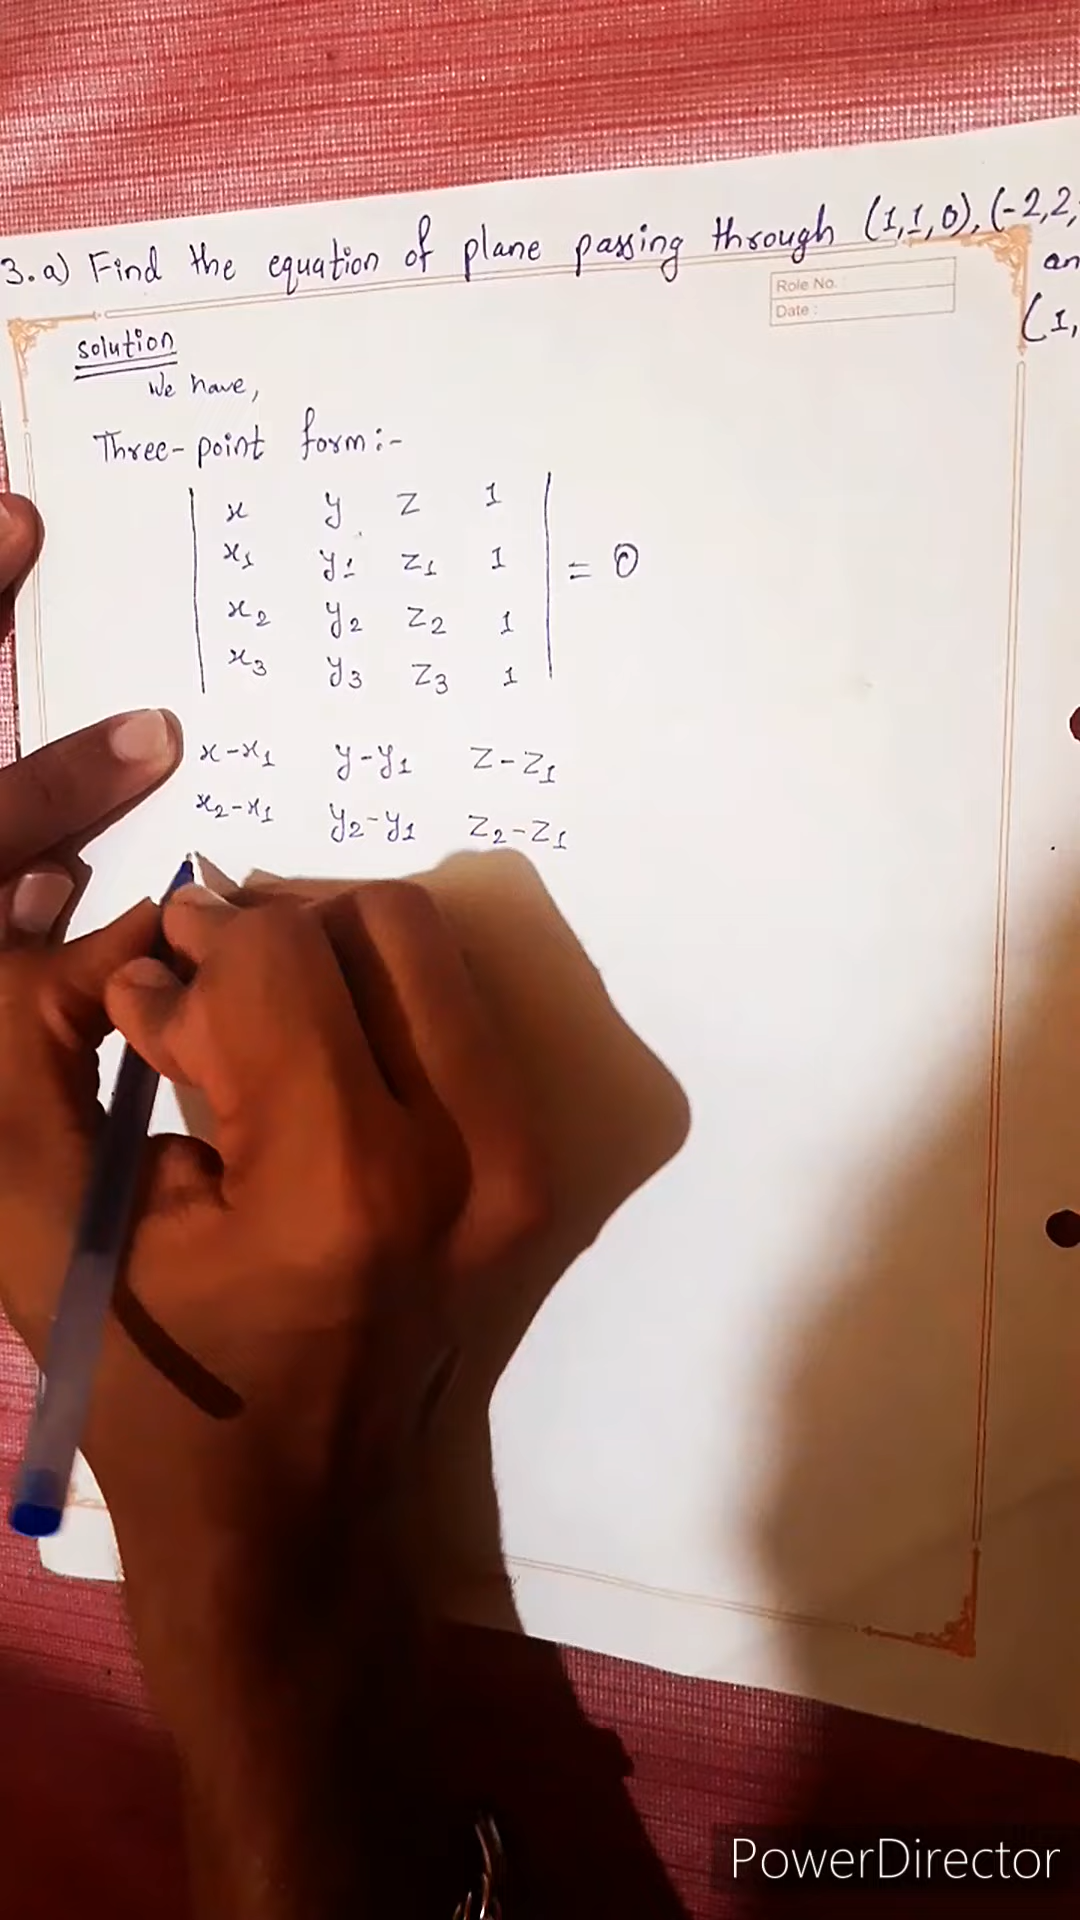 3. a) Find the equation of plane passing through (1,1,0), (-2,2,
an
(1,
Role No. :
Date :
Solution
We have,
Three-point form:-
x y z 1
x1 y1 z1 1
= 0
x2 y2 z2 1
x3 y3 z3 1
x-x1 y-y1 z-z1
x2-x1 y2-y1 z2-z1
PowerDirector